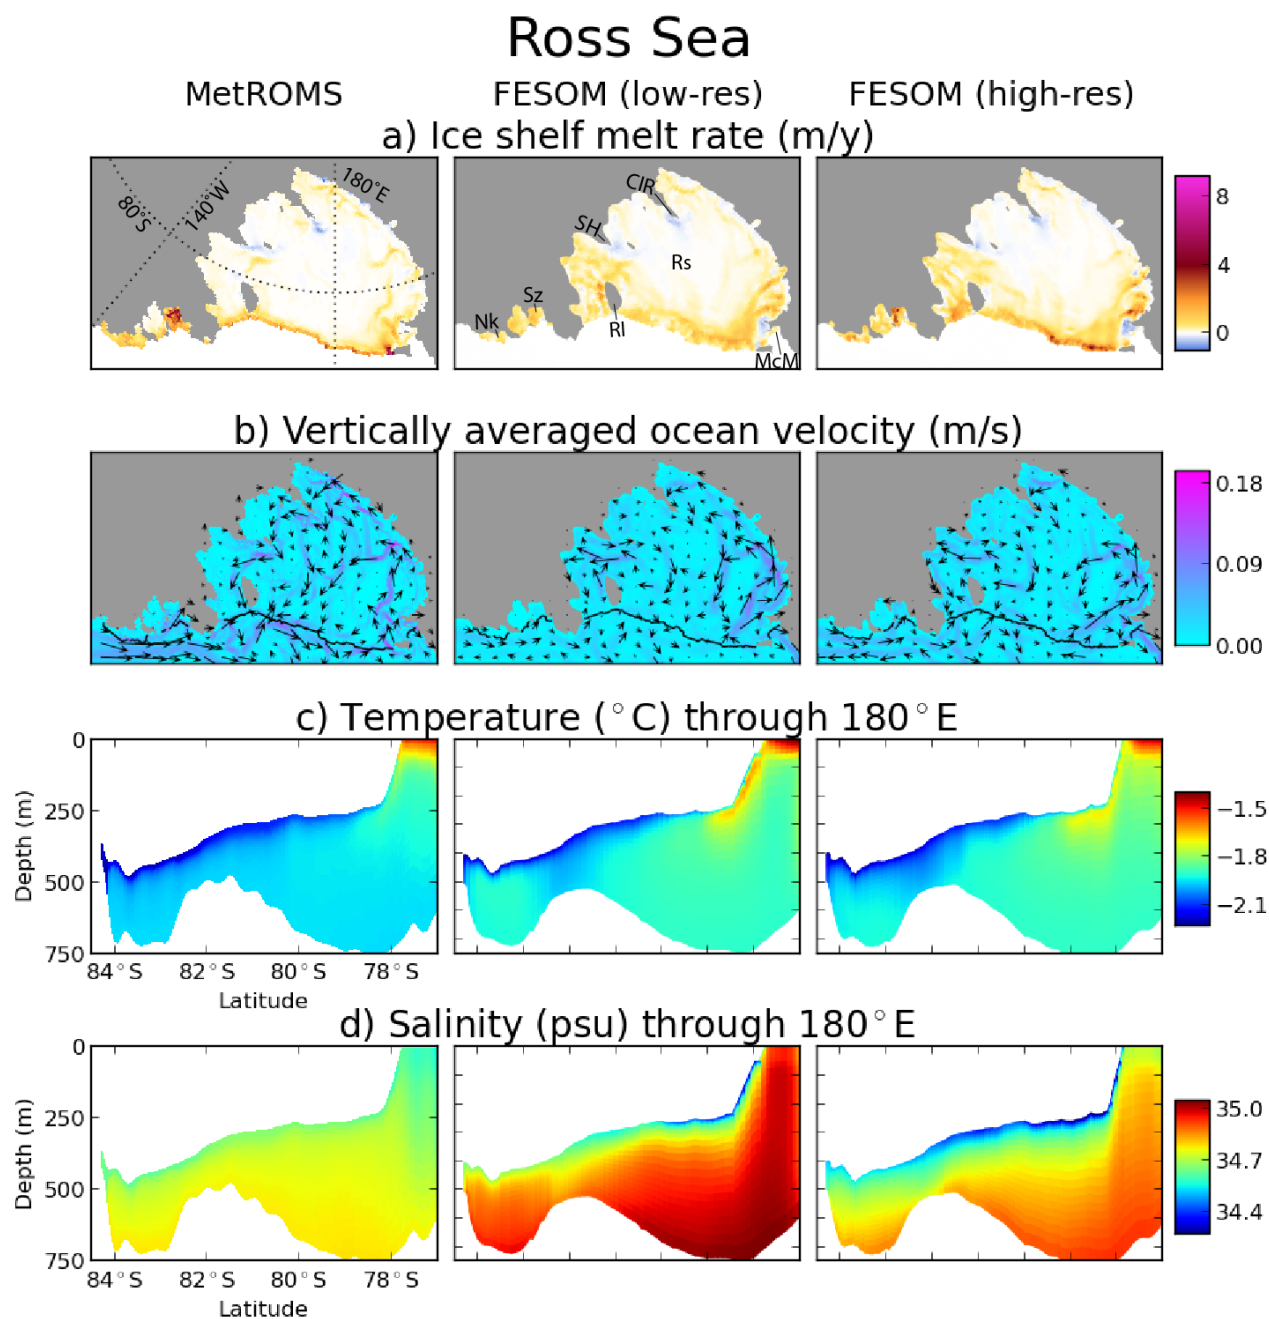 Ross Sea
MetROMS FESOM (low-res) FESOM (high-res)
a) Ice shelf melt rate (m/y)
80°S 140°W 180°E
Nk Sz SH CIR Rs RI McM
8
4
0
b) Vertically averaged ocean velocity (m/s)
0.18
0.09
0.00
c) Temperature (°C) through 180°E
Depth (m)
0
250
500
750
84°S 82°S 80°S 78°S
Latitude
−1.5
−1.8
−2.1
d) Salinity (psu) through 180°E
Depth (m)
0
250
500
750
84°S 82°S 80°S 78°S
Latitude
35.0
34.7
34.4